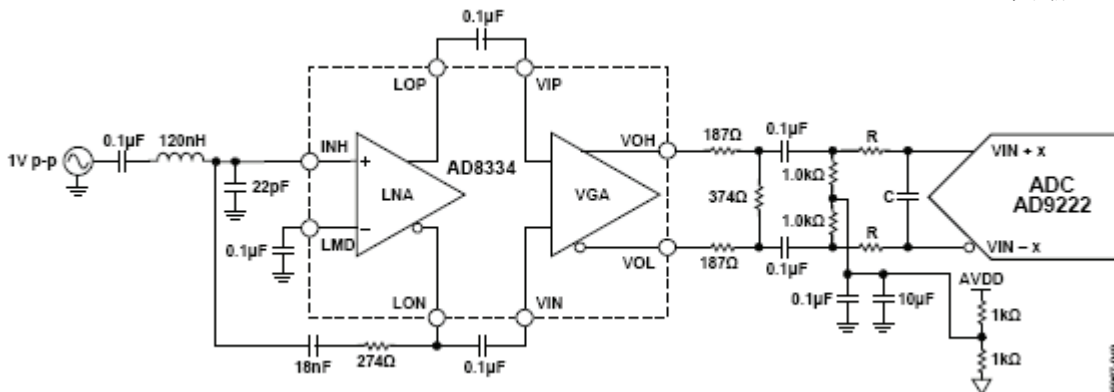 0.1µF
LOP
VIP
0.1µF
120nH
1V p-p
INH
22pF
LNA
AD8334
LMD
0.1µF
VGA
VOH
187Ω
0.1µF
R
1.0kΩ
374Ω
1.0kΩ
C
VIN + x
ADC
AD9222
VIN – x
VOL
187Ω
0.1µF
R
LON
VIN
18nF
274Ω
0.1µF
0.1µF
10µF
AVDD
1kΩ
1kΩ